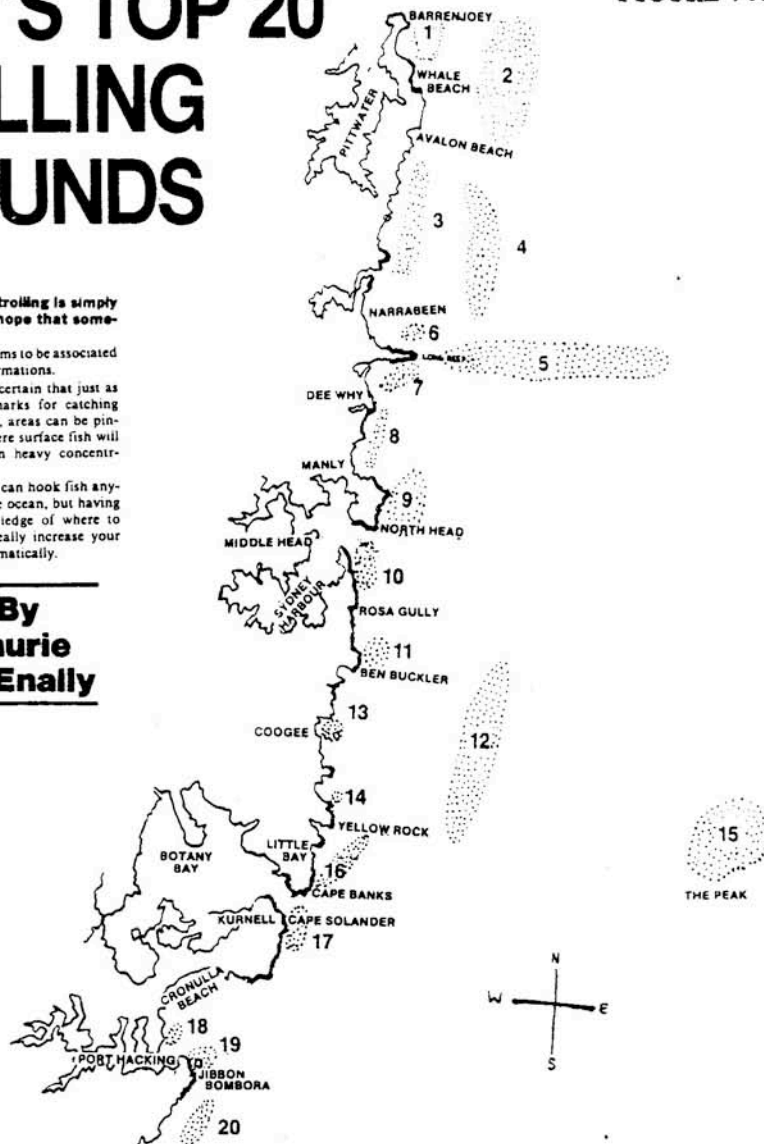 'S TOP 20
LLING
UNDS
trolling is simply
hope that some-
ms to be associated
rmations.
certain that just as
marks for catching
, areas can be pin-
ere surface fish will
n heavy concentr-
can hook fish any-
e ocean, but having
ledge of where to
eally increase your
matically.
By
aurie
Enally
BARRENJOEY
1
2
WHALE
BEACH
PITTWATER
AVALON BEACH
3
4
NARRABEEN
6
LONG REEF
5
7
DEE WHY
8
MANLY
9
NORTH HEAD
MIDDLE HEAD
10
SYDNEY
HARBOUR
ROSA GULLY
11
BEN BUCKLER
13
COOGEE
12
14
YELLOW ROCK
15
LITTLE
BAY
BOTANY
BAY
16
THE PEAK
CAPE BANKS
KURNELL
CAPE SOLANDER
17
N
W
E
S
CRONULLA
BEACH
18
19
PORT HACKING
JIBBON
BOMBORA
20